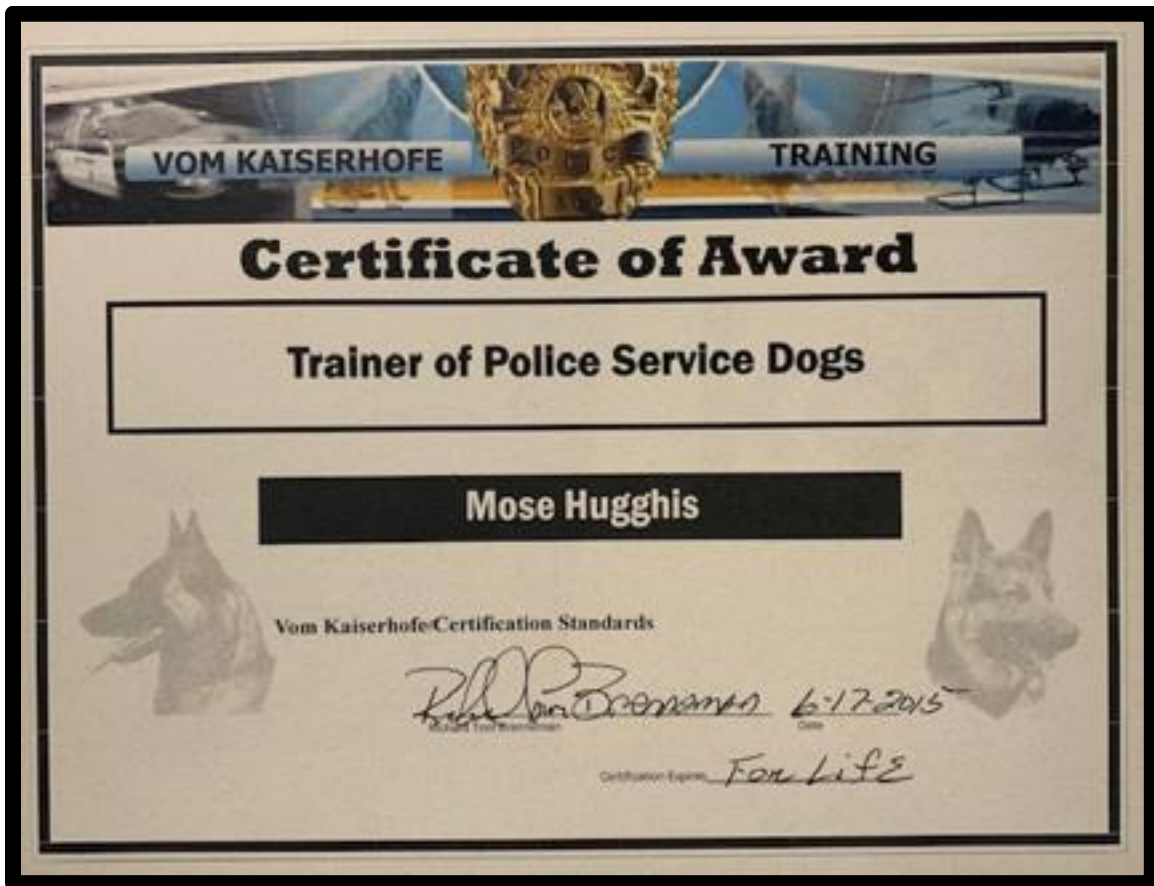 VOM KAISERHOFE
TRAINING
Certificate of Award
Trainer of Police Service Dogs
Mose Hugghis
Vom Kaiserhofe/Certification Standards
6-17-2015
Date
Certification Expires For Life